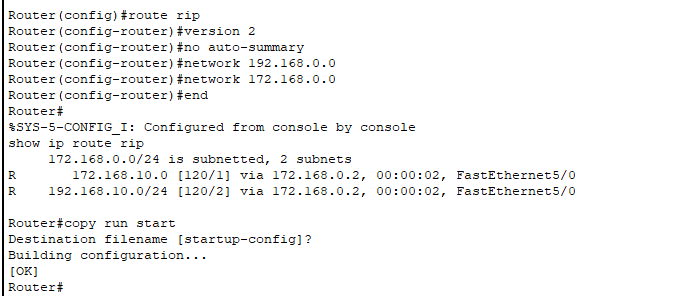 Router(config)#route rip
Router(config-router)#version 2
Router(config-router)#no auto-summary
Router(config-router)#network 192.168.0.0
Router(config-router)#network 172.168.0.0
Router(config-router)#end
Router#
%SYS-5-CONFIG_I: Configured from console by console
show ip route rip
     172.168.0.0/24 is subnetted, 2 subnets
R       172.168.10.0 [120/1] via 172.168.0.2, 00:00:02, FastEthernet5/0
R    192.168.10.0/24 [120/2] via 172.168.0.2, 00:00:02, FastEthernet5/0

Router#copy run start
Destination filename [startup-config]?
Building configuration...
[OK]
Router#